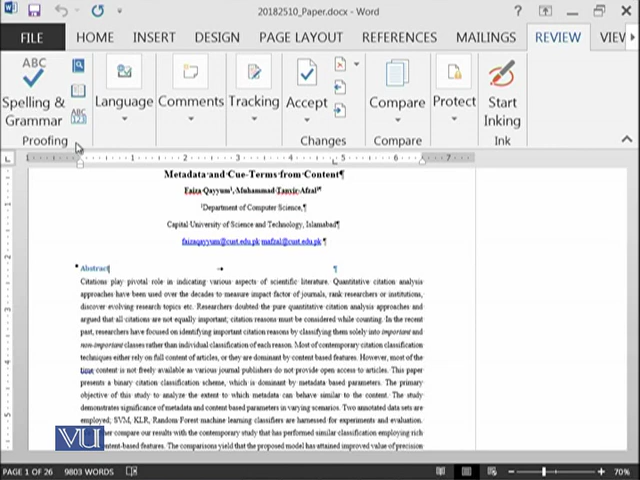 20182510_Paper.docx - Word
FILE HOME INSERT DESIGN PAGE LAYOUT REFERENCES MAILINGS REVIEW VIEV
ABC
ABC
123
Spelling & Grammar
Language
Comments
Tracking
Accept
Compare
Protect
Start Inking
Proofing
Changes
Compare
Ink
Metadata and Cue-Terms from Content¶
Faiza Qayyum¹, Muhammad Tanvir Afzal¹*
¹Department of Computer Science,¶
Capital University of Science and Technology, Islamabad¶
faizaqayyum@cust.edu.pk mafzal@cust.edu.pk ¶
Abstract¶
Citations play pivotal role in indicating various aspects of scientific literature. Quantitative citation analysis
approaches have been used over the decades to measure impact factor of journals, rank researchers or institutions,
discover evolving research topics etc. Researchers doubted the pure quantitative citation analysis approaches and
argued that all citations are not equally important; citation reasons must be considered while counting. In the recent
past, researchers have focused on identifying important citation reasons by classifying them solely into important and
non-important classes rather than individual classification of each reason. Most of contemporary citation classification
techniques either rely on full content of articles, or they are dominated by content based features. However, most of the
time content is not freely available as various journal publishers do not provide open access to articles. This paper
presents a binary citation classification scheme, which is dominated by metadata based parameters. The primary
objective of this study to analyze the extent to which metadata can behave similar to the content. The study
demonstrates significance of metadata and content based parameters in varying scenarios. Two annotated data sets are
employed; SVM, KLR, Random Forest machine learning classifiers are harnessed for experiments and evaluation.
her compare our results with the contemporary study that has performed similar classification employing rich
ntent-based features. The comparisons yield that the proposed model has attained improved value of precision
VU
PAGE 1 OF 26 9803 WORDS 70%